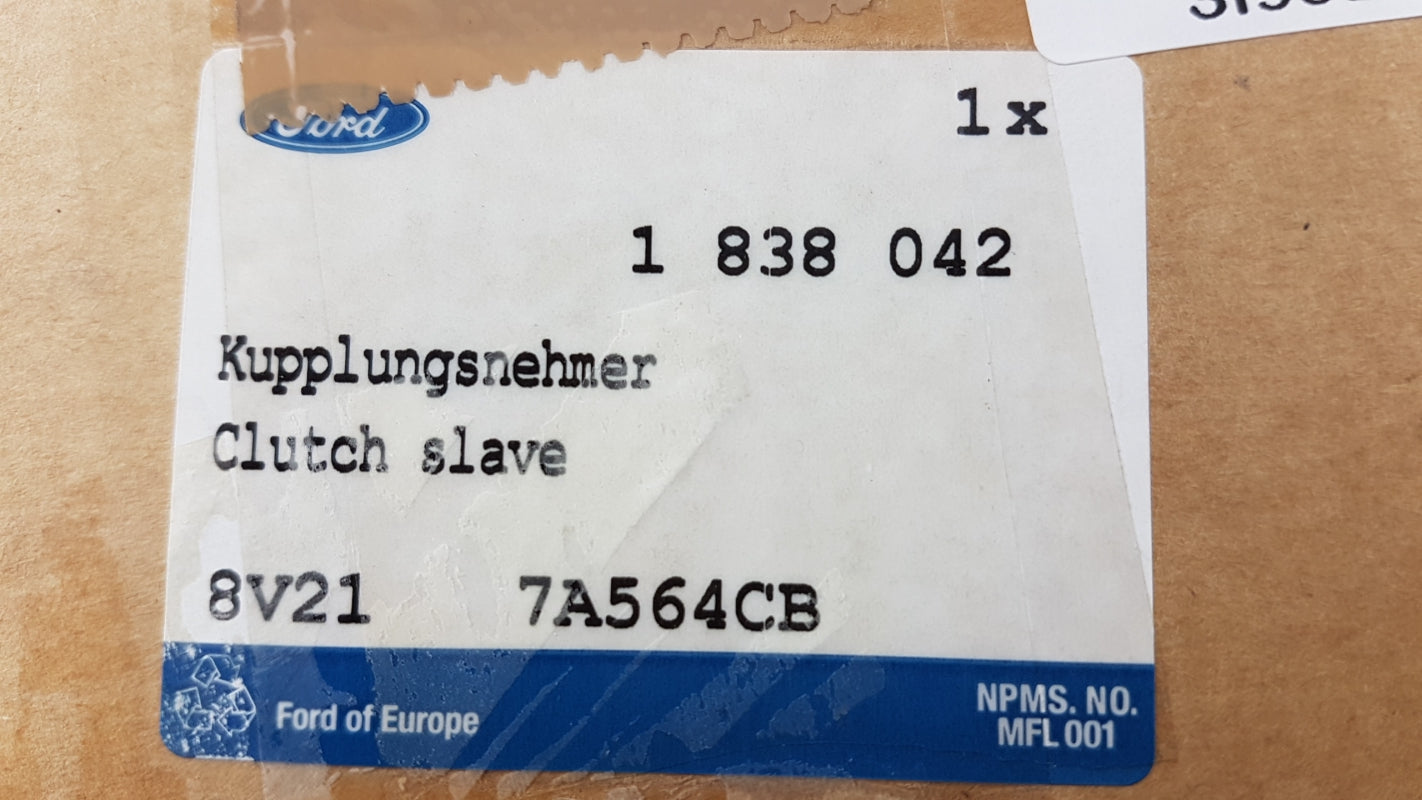 Ford
1x
1 838 042
Kupplungsnehmer
Clutch slave
8V21 7A564CB
Ford of Europe
NPMS. NO.
MFL 001